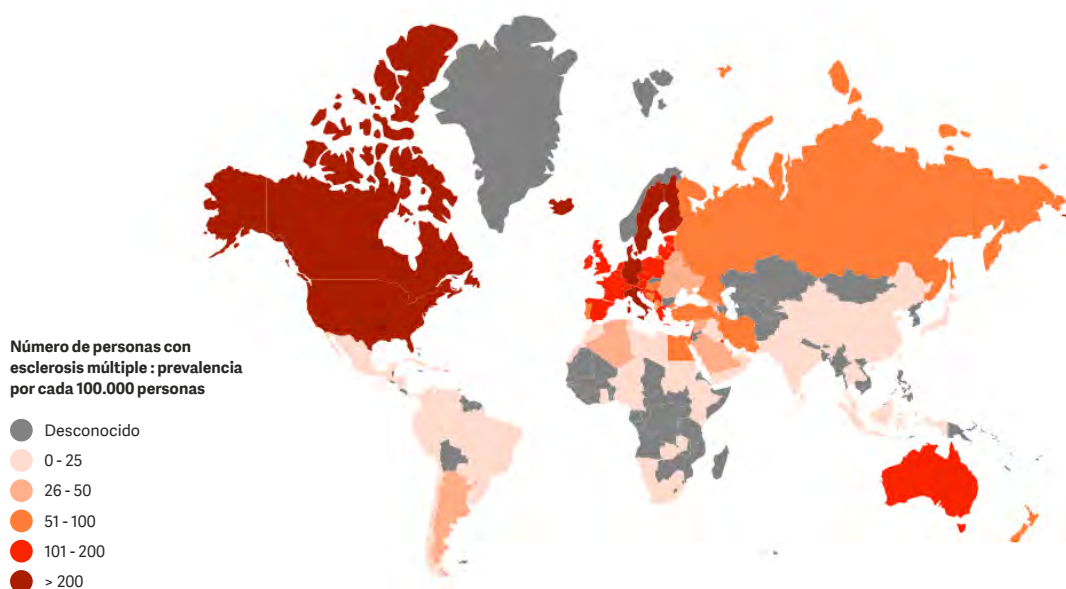 Número de personas con
esclerosis múltiple : prevalencia
por cada 100.000 personas
Desconocido
0 - 25
26 - 50
51 - 100
101 - 200
> 200